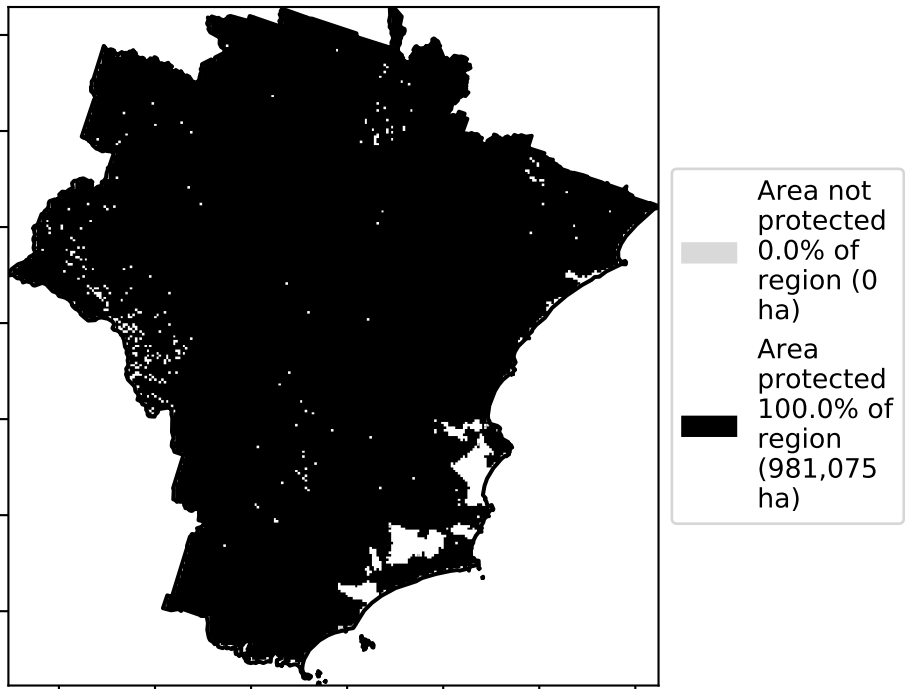 Area not
protected
0.0% of
region (0
ha)
Area
protected
100.0% of
region
(981,075
ha)